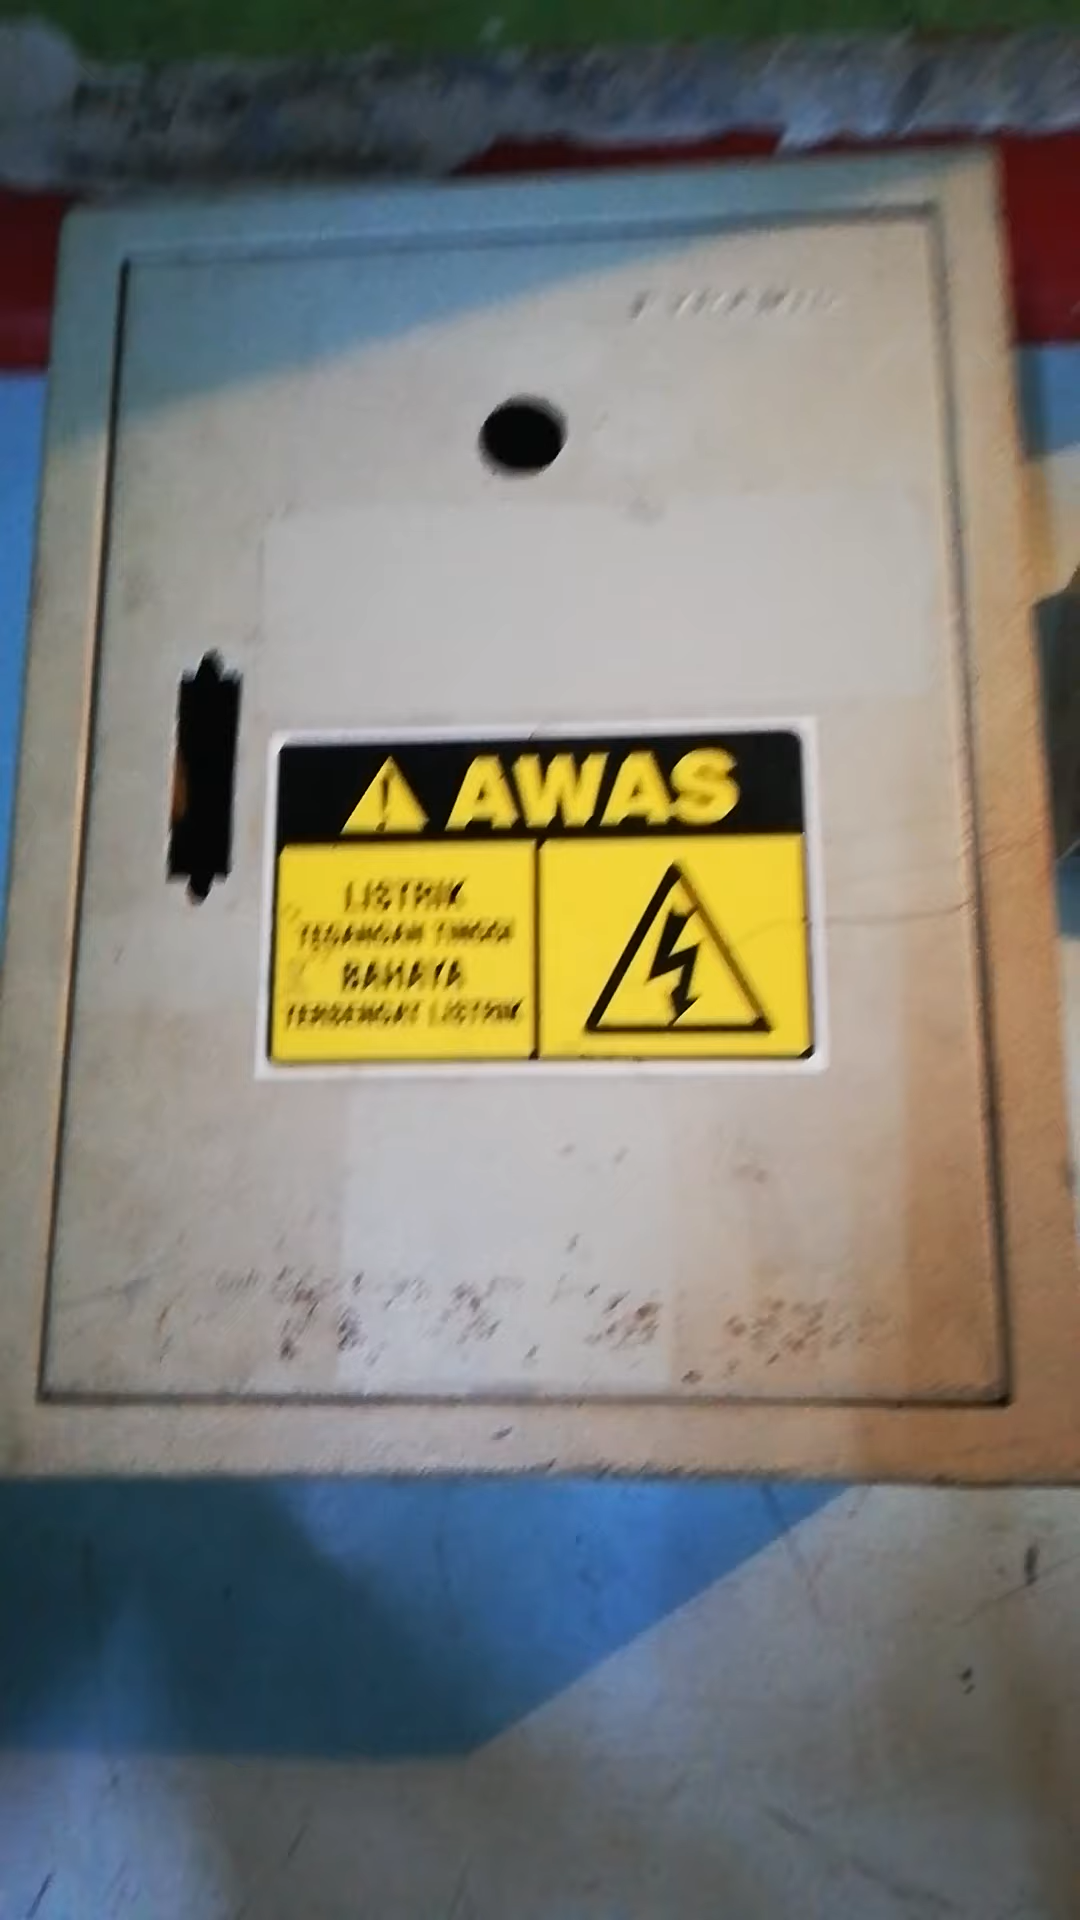 AWAS
LISTRIK
TEGANGAN TINGGI
BAHAYA
TERSENGAT LISTRIK